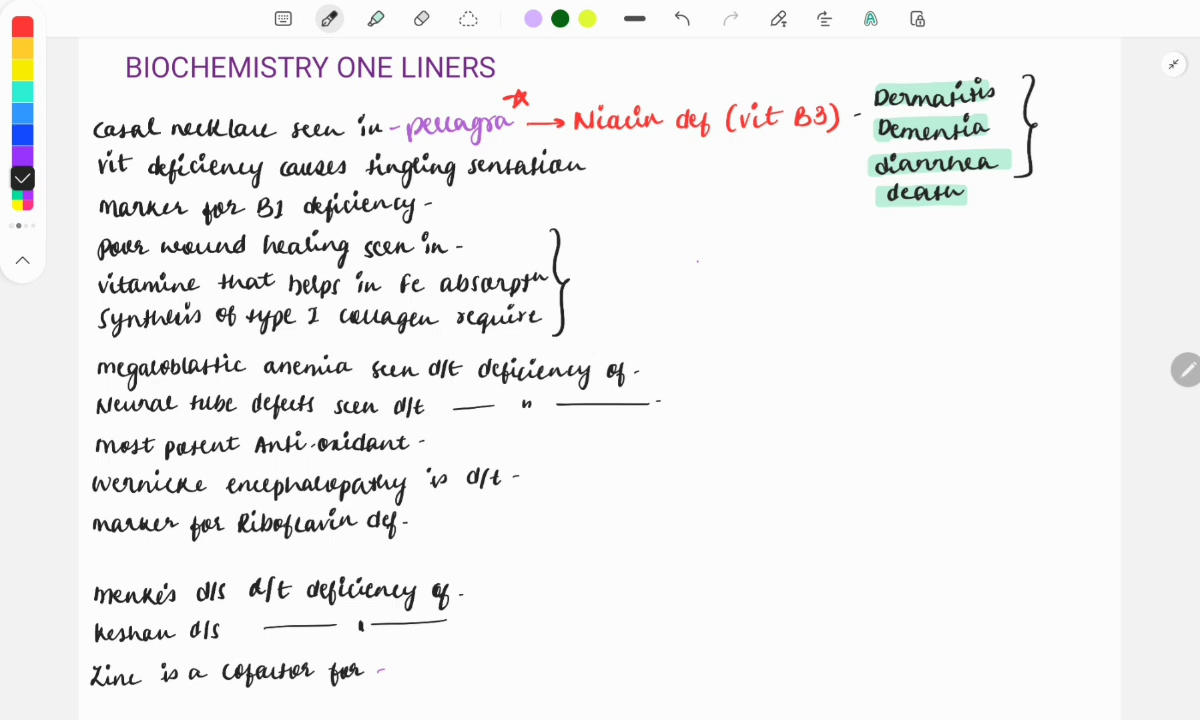 BIOCHEMISTRY ONE LINERS
casal necklace seen in - pellagra → Niacin def (vit B3) -
Dermatitis
Dementia
diarrhea
death
vit deficiency causes tingling sensation
marker for B1 deficiency -
poor wound healing seen in -
vitamine that helps in fe absorptn
synthesis of type I collagen require
megaloblastic anemia seen d/t deficiency of -
Neural tube defects seen d/t — " — -
most potent Anti-oxidant -
wernicke encephalopathy is d/t -
marker for Riboflavin def -
menke's d/s d/t deficiency of -
keshan d/s — " —
Zinc is a cofactor for -